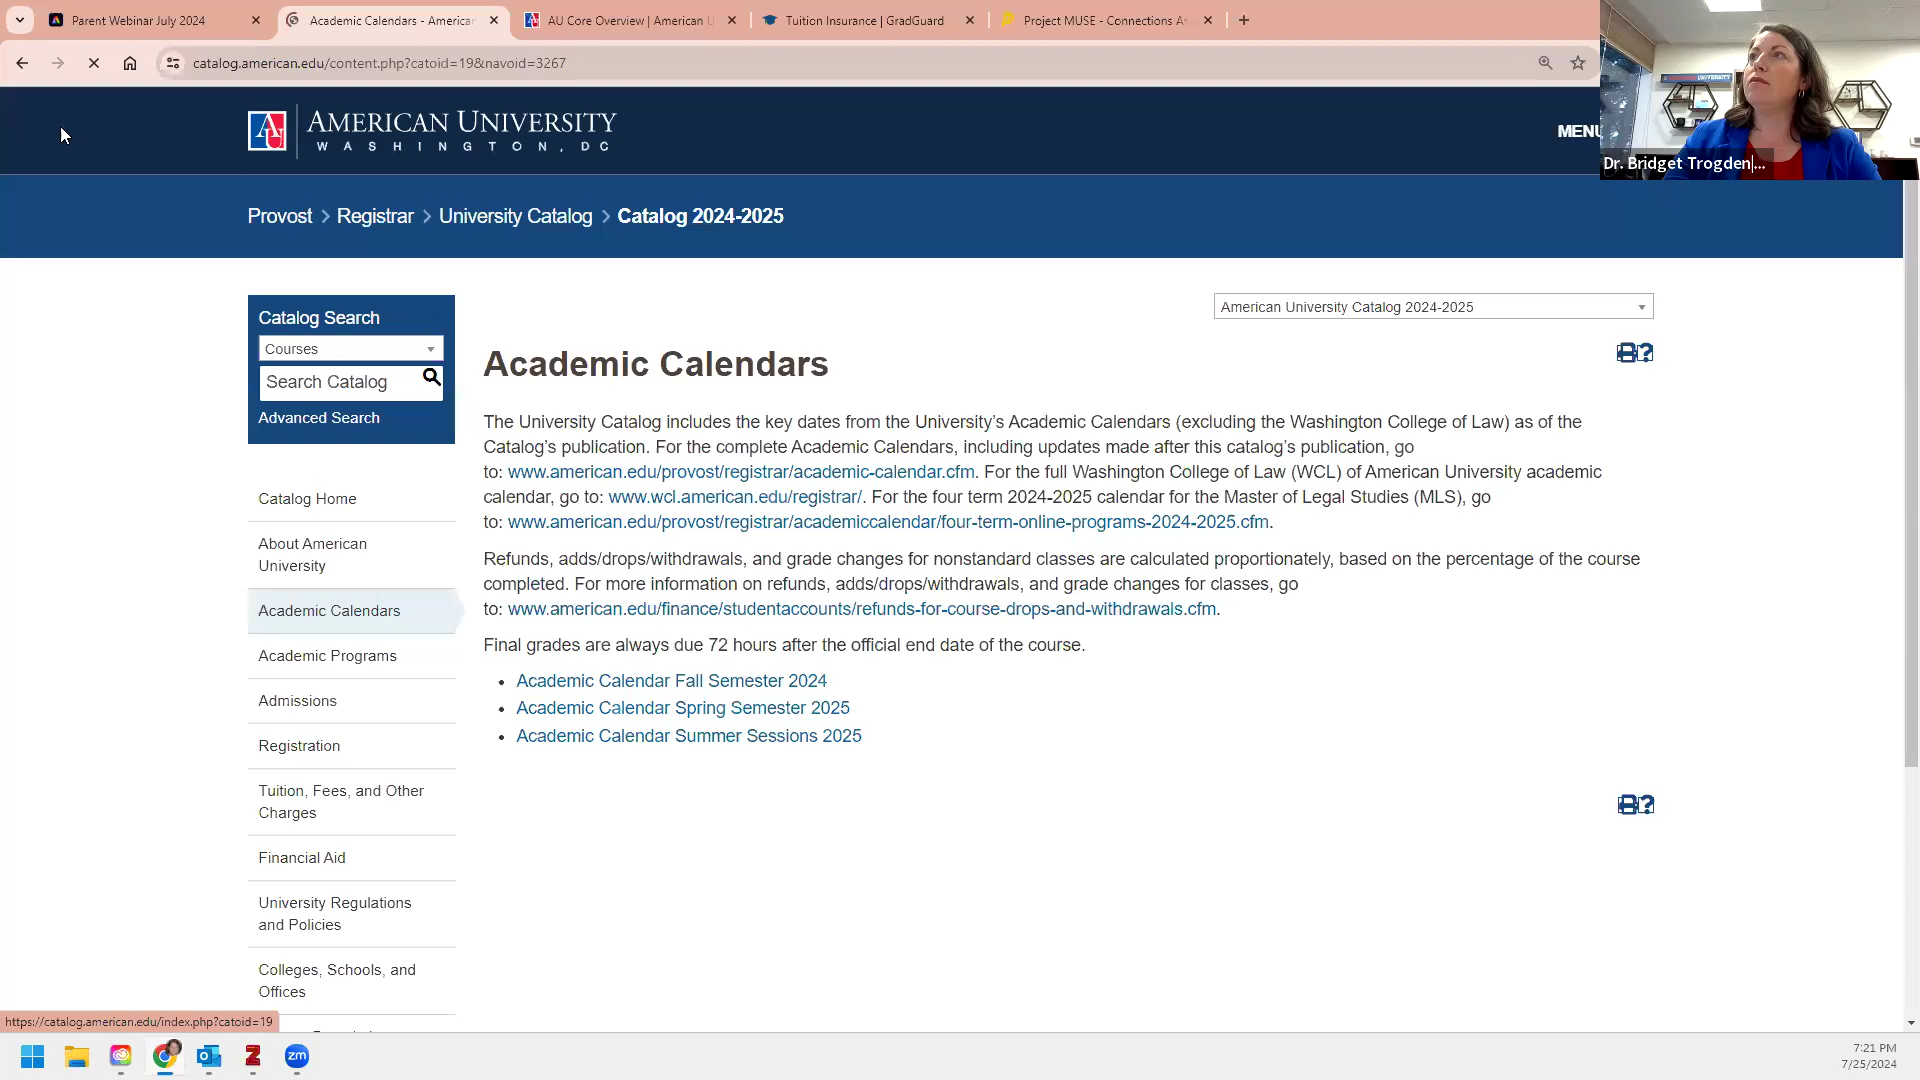 Parent Webinar July 2024
Academic Calendars - American
AU Core Overview | American U
Tuition Insurance | GradGuard
Project MUSE - Connections A
catalog.american.edu/content.php?catoid=19&navoid=3267
AMERICAN UNIVERSITY
WASHINGTON, DC
MENU
AMERICAN UNIVERSITY
Dr. Bridget Trogden|...
Provost > Registrar > University Catalog > Catalog 2024-2025
Catalog Search
Courses
Search Catalog
Advanced Search
American University Catalog 2024-2025
Academic Calendars
The University Catalog includes the key dates from the University’s Academic Calendars (excluding the Washington College of Law) as of the
Catalog’s publication. For the complete Academic Calendars, including updates made after this catalog’s publication, go
to: www.american.edu/provost/registrar/academic-calendar.cfm. For the full Washington College of Law (WCL) of American University academic
calendar, go to: www.wcl.american.edu/registrar/. For the four term 2024-2025 calendar for the Master of Legal Studies (MLS), go
to: www.american.edu/provost/registrar/academiccalendar/four-term-online-programs-2024-2025.cfm.
Refunds, adds/drops/withdrawals, and grade changes for nonstandard classes are calculated proportionately, based on the percentage of the course
completed. For more information on refunds, adds/drops/withdrawals, and grade changes for classes, go
to: www.american.edu/finance/studentaccounts/refunds-for-course-drops-and-withdrawals.cfm.
Final grades are always due 72 hours after the official end date of the course.
• Academic Calendar Fall Semester 2024
• Academic Calendar Spring Semester 2025
• Academic Calendar Summer Sessions 2025
Catalog Home
About American
University
Academic Calendars
Academic Programs
Admissions
Registration
Tuition, Fees, and Other
Charges
Financial Aid
University Regulations
and Policies
Colleges, Schools, and
Offices
https://catalog.american.edu/index.php?catoid=19
zm
7:21 PM
7/25/2024